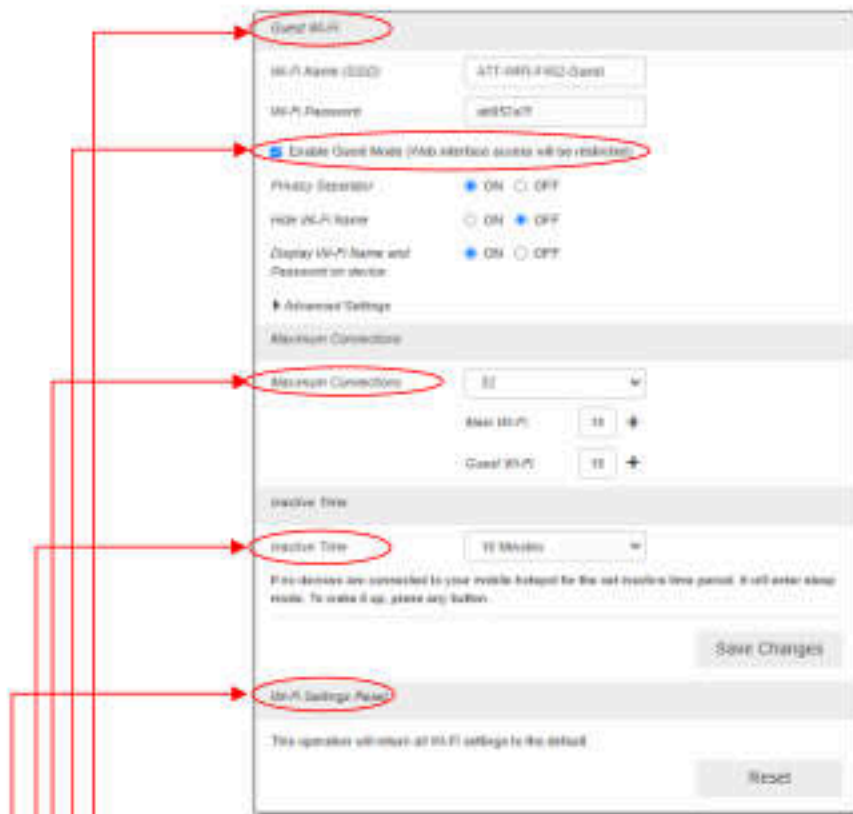 Guest Wi-Fi
Wi-Fi Name (SSID)
Wi-Fi Password
Enable Guest Mode (Web interface access will be restricted)
Privacy Separator ON OFF
Hide Wi-Fi Name ON OFF
Display Wi-Fi Name and ON OFF
Password on device
Advanced Settings
Maximum Connections
Maximum Connections 32
Main Wi-Fi
Guest Wi-Fi
Inactive Time
Inactive Time 10 Minutes
If no devices are connected to your mobile hotspot for the set inactive time period, it will enter sleep
mode. To wake it up, press any button.
Save Changes
Wi-Fi Settings Reset
This operation will return all Wi-Fi settings to the default
Reset